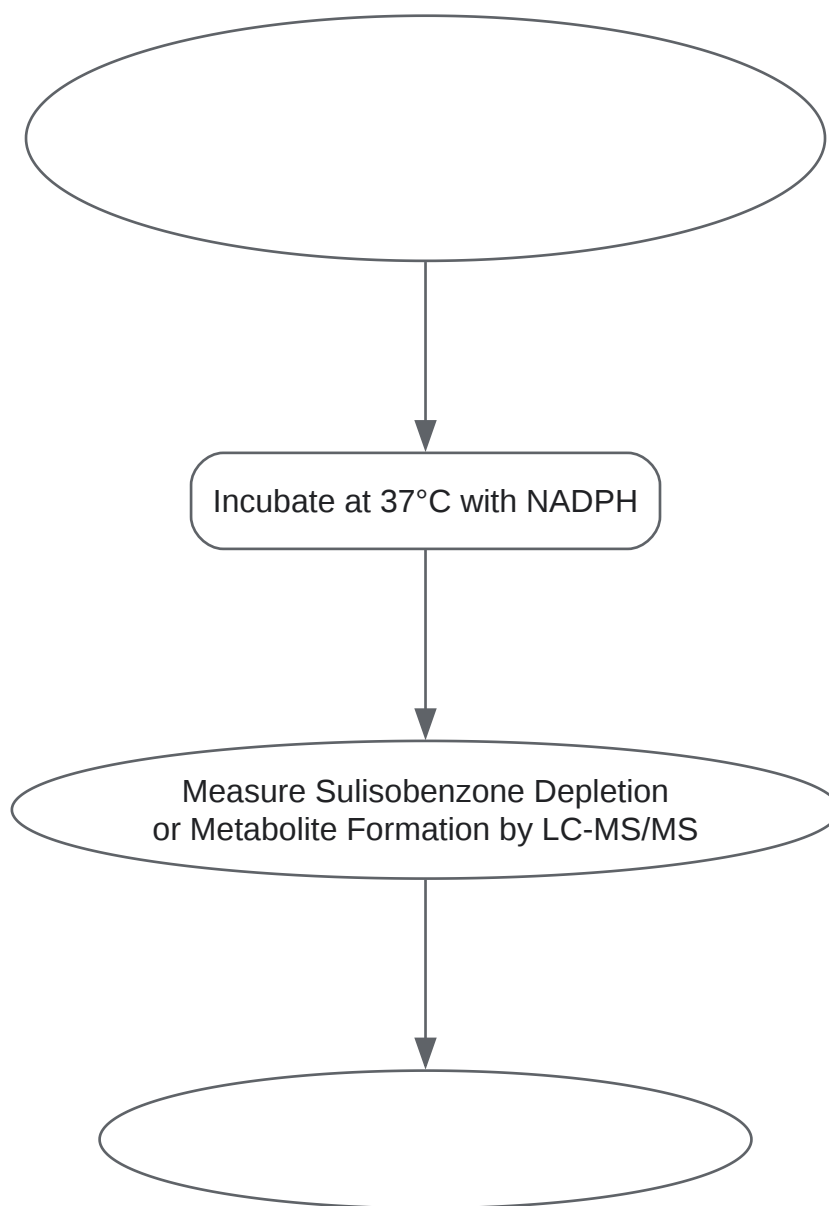 Incubate at 37°C with NADPH
Measure Sulisobenzone Depletion
or Metabolite Formation by LC-MS/MS